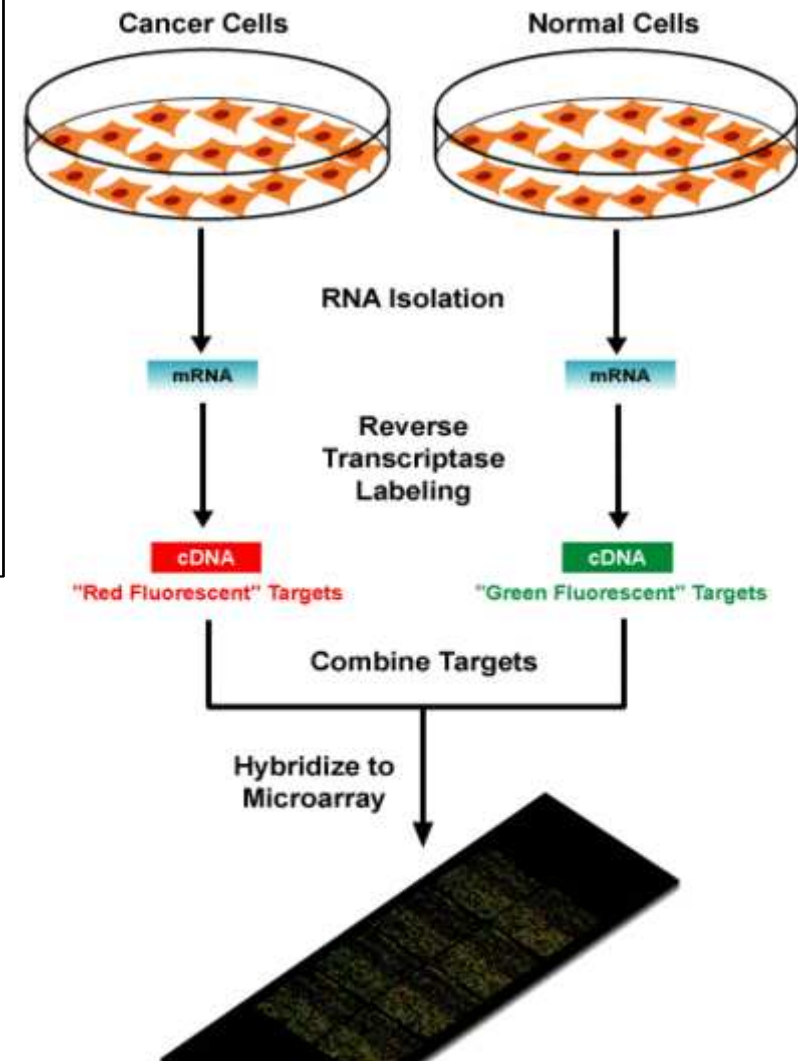 Cancer Cells
Normal Cells
RNA Isolation
mRNA
mRNA
Reverse
Transcriptase
Labeling
cDNA
cDNA
"Red Fluorescent" Targets
"Green Fluorescent" Targets
Combine Targets
Hybridize to
Microarray